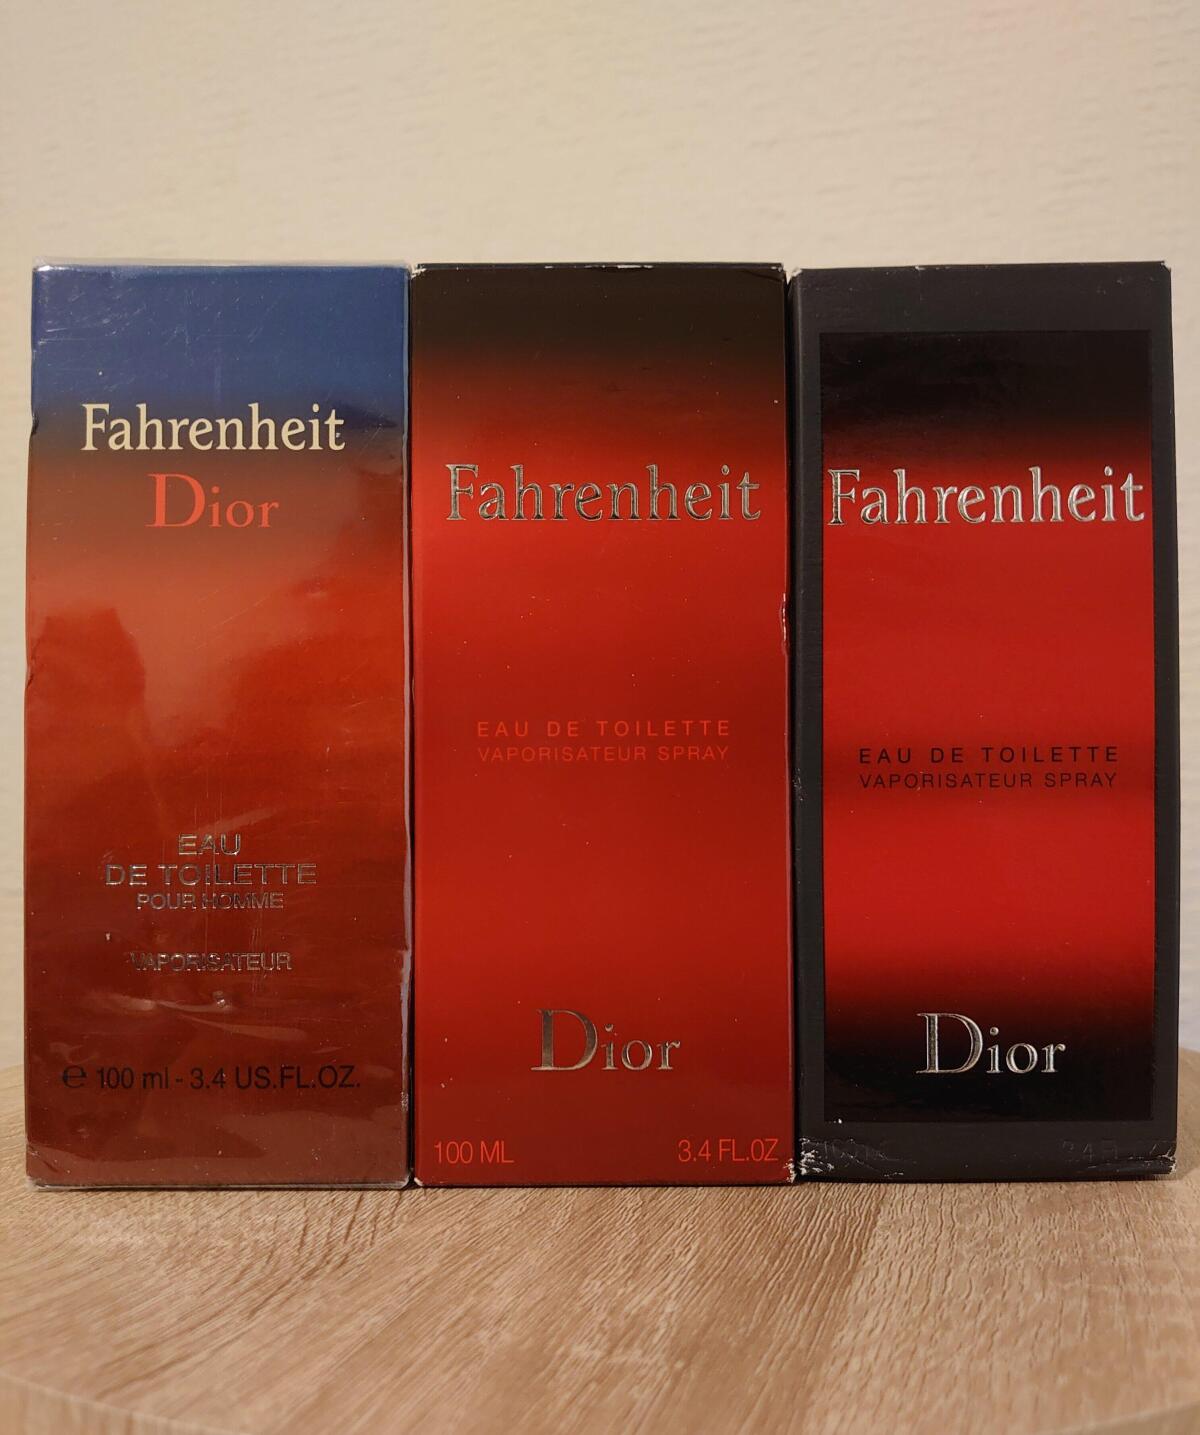 Fahrenheit
Dior
EAU
DE TOILETTE
POUR HOMME
VAPORISATEUR
℮ 100 ml - 3.4 US.FL.OZ.
Fahrenheit
EAU DE TOILETTE
VAPORISATEUR SPRAY
Dior
100 ML 3.4 FL.OZ
Fahrenheit
EAU DE TOILETTE
VAPORISATEUR SPRAY
Dior